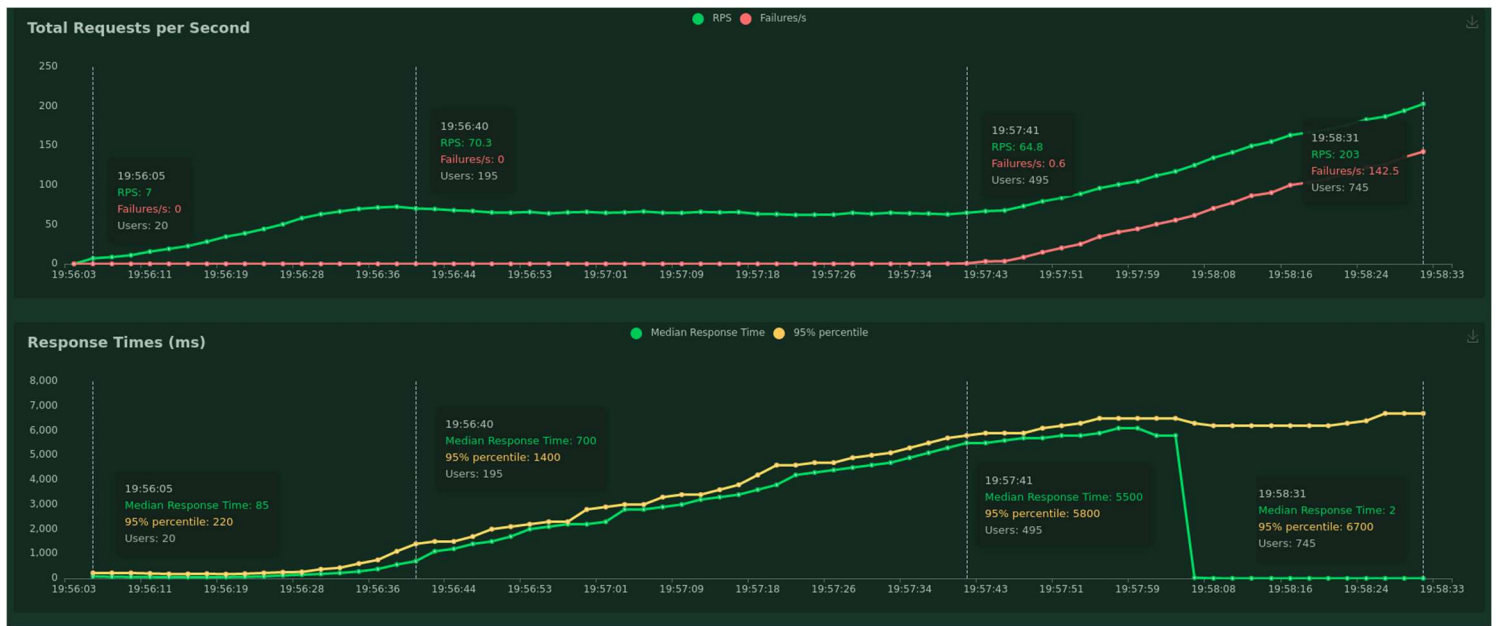 Total Requests per Second
RPS Failures/s
250
200
150
100
50
0
19:56:05
RPS: 7
Failures/s: 0
Users: 20
19:56:40
RPS: 70.3
Failures/s: 0
Users: 195
19:57:41
RPS: 64.8
Failures/s: 0.6
Users: 495
19:58:31
RPS: 203
Failures/s: 142.5
Users: 745
19:56:03 19:56:11 19:56:19 19:56:28 19:56:36 19:56:44 19:56:53 19:57:01 19:57:09 19:57:18 19:57:26 19:57:34 19:57:43 19:57:51 19:57:59 19:58:08 19:58:16 19:58:24 19:58:33
Response Times (ms)
Median Response Time 95% percentile
8,000
7,000
6,000
5,000
4,000
3,000
2,000
1,000
0
19:56:05
Median Response Time: 85
95% percentile: 220
Users: 20
19:56:40
Median Response Time: 700
95% percentile: 1400
Users: 195
19:57:41
Median Response Time: 5500
95% percentile: 5800
Users: 495
19:58:31
Median Response Time: 2
95% percentile: 6700
Users: 745
19:56:03 19:56:11 19:56:19 19:56:28 19:56:36 19:56:44 19:56:53 19:57:01 19:57:09 19:57:18 19:57:26 19:57:34 19:57:43 19:57:51 19:57:59 19:58:08 19:58:16 19:58:24 19:58:33